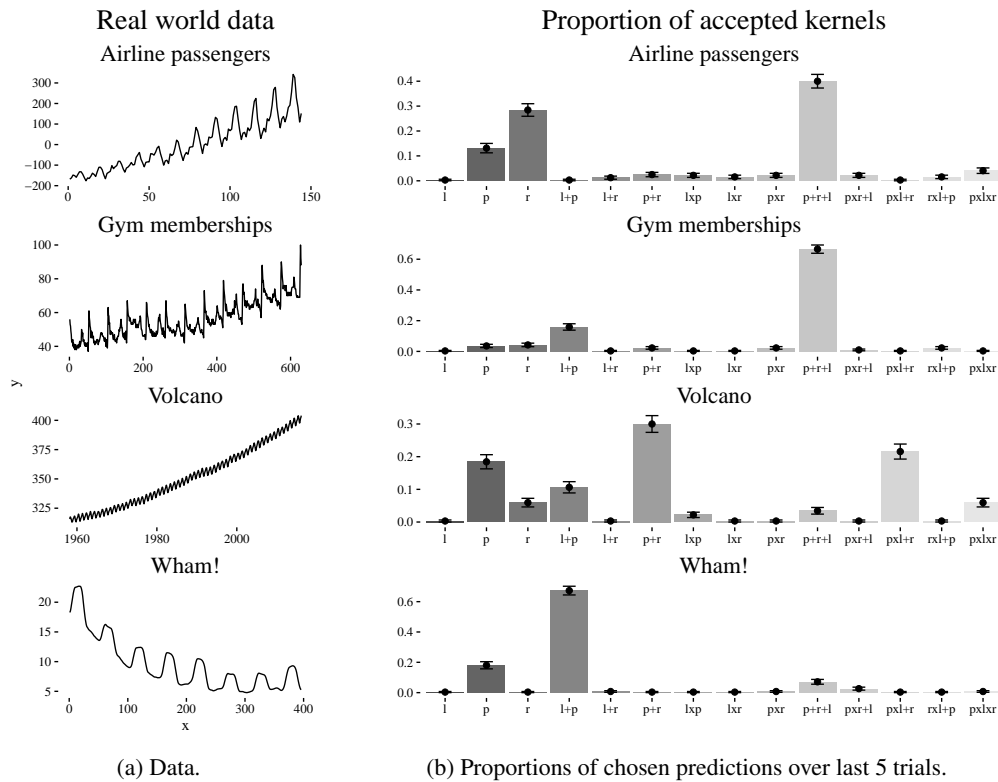 Real world data
Proportion of accepted kernels
Airline passengers
300
200
100
0
−100
−200
0 50 100 150
Airline passengers
0.4
0.3
0.2
0.1
0.0
l p r l+p l+r p+r lxp lxr pxr p+r+l pxr+l pxl+r rxl+p pxlxr
Gym memberships
100
80
60
40
0 200 400 600
Gym memberships
0.6
0.4
0.2
0.0
l p r l+p l+r p+r lxp lxr pxr p+r+l pxr+l pxl+r rxl+p pxlxr
y
Volcano
400
375
350
325
1960 1980 2000
Volcano
0.3
0.2
0.1
0.0
l p r l+p l+r p+r lxp lxr pxr p+r+l pxr+l pxl+r rxl+p pxlxr
Wham!
20
15
10
5
0 100 200 300 400
x
Wham!
0.6
0.4
0.2
0.0
l p r l+p l+r p+r lxp lxr pxr p+r+l pxr+l pxl+r rxl+p pxlxr
(a) Data.
(b) Proportions of chosen predictions over last 5 trials.